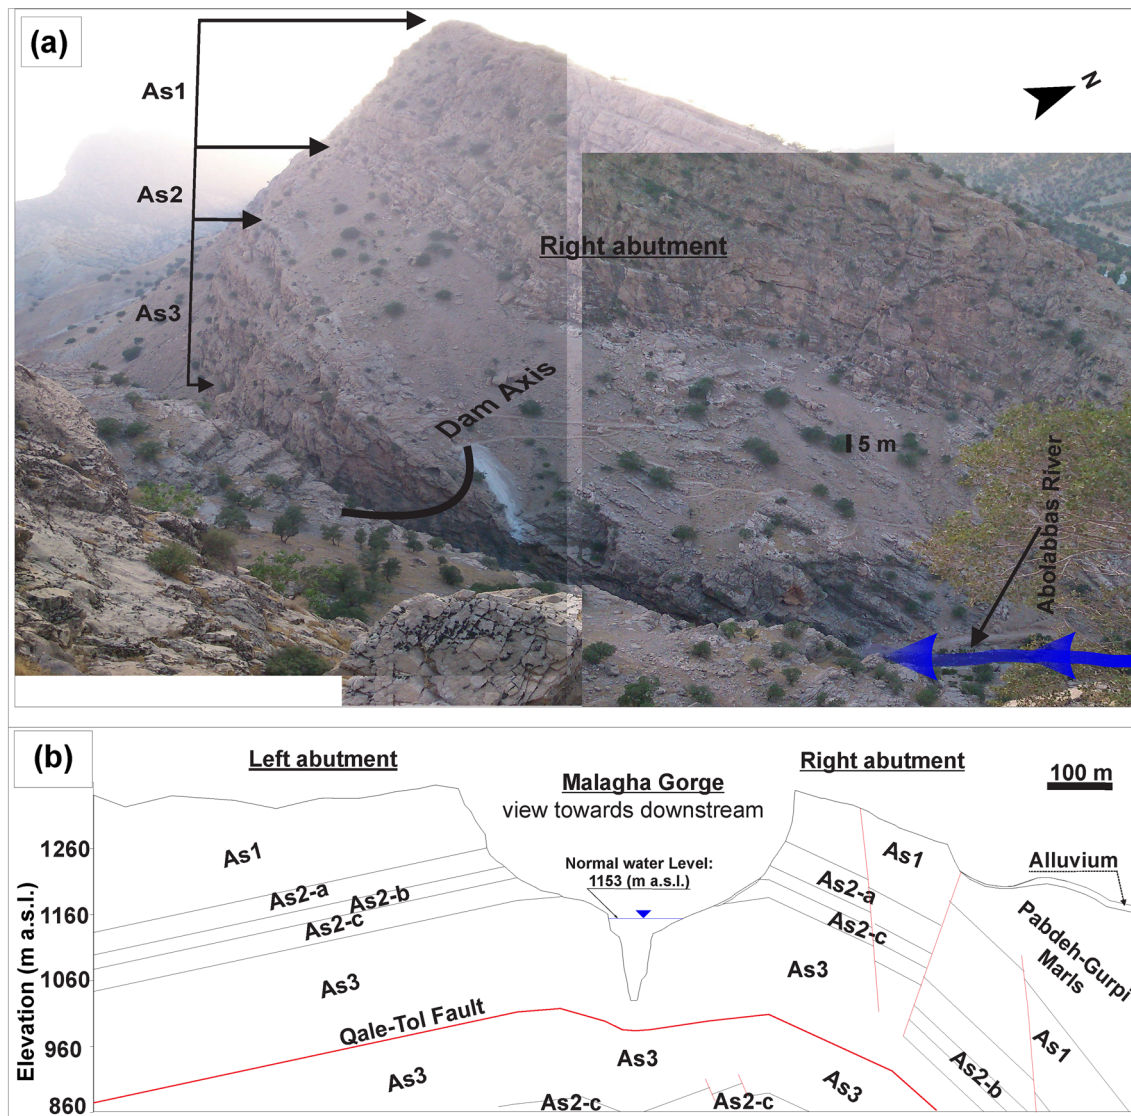 (a)
N
As1
As2
Right abutment
As3
Dam Axis
5 m
Abolabbas River
(b)
Left abutment
Right abutment
Malagha Gorge
100 m
view towards downstream
1260
As1
As1
Normal water Level:
1153 (m a.s.l.)
Alluvium
As2-a
As2-a
As2-b
1160
As2-c
As2-c
Pabdeh-Gurpi
Marls
As3
As3
1060
Elevation (m a.s.l.)
Qale-Tol Fault
960
As3
As1
As3
As3
As2-b
860
As2-c
As2-c